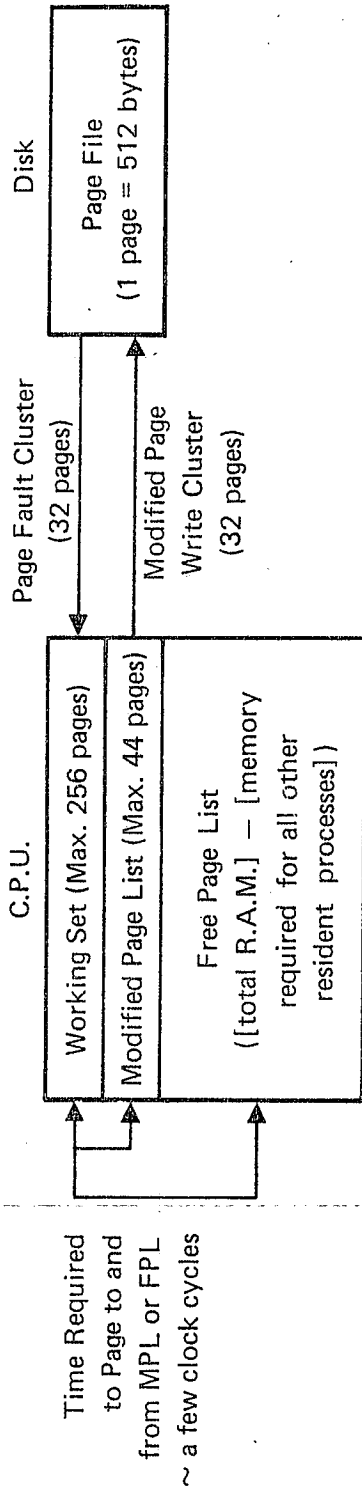 C.P.U.
Disk
Working Set (Max. 256 pages)
Modified Page List (Max. 44 pages)
Free Page List
([total R.A.M.] — [memory
required for all other
resident processes])
Page Fault Cluster
(32 pages)
Modified Page
Write Cluster
(32 pages)
Page File
(1 page = 512 bytes)
Time Required
to Page to and
from MPL or FPL
~ a few clock cycles